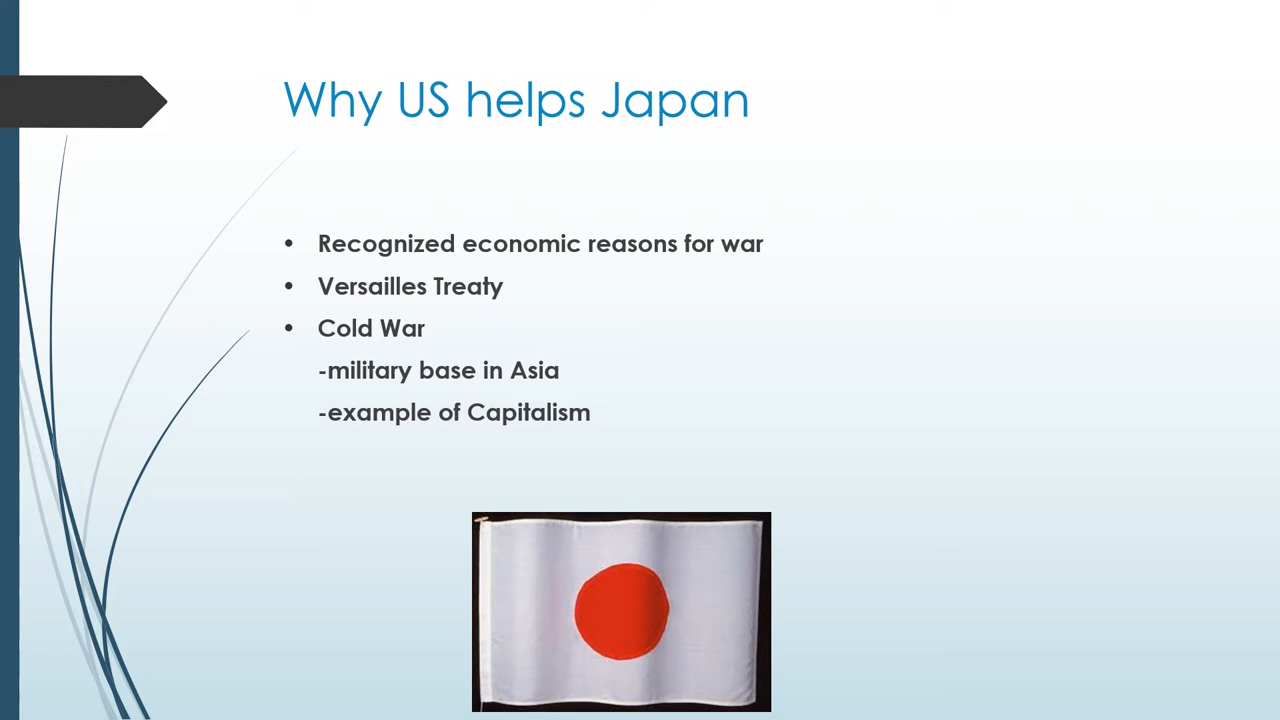 Why US helps Japan
• Recognized economic reasons for war
• Versailles Treaty
• Cold War
-military base in Asia
-example of Capitalism